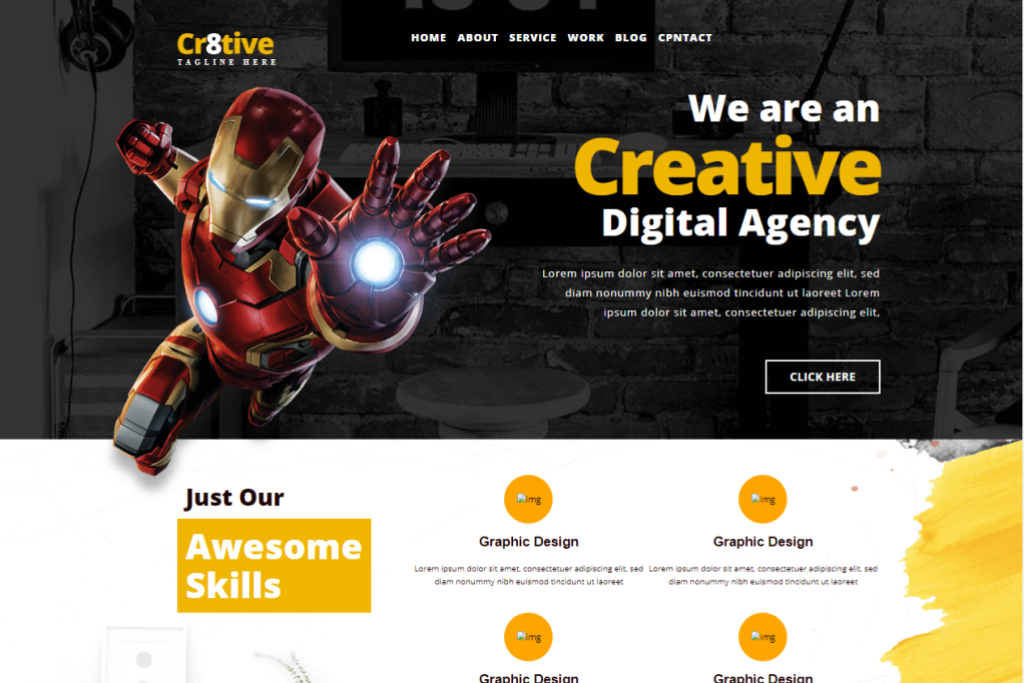 Cr8tive
TAGLINE HERE
HOME ABOUT SERVICE WORK BLOG CPNTACT
We are an
Creative
Digital Agency
Lorem ipsum dolor sit amet, consectetuer adipiscing elit, sed
diam nonummy nibh euismod tincidunt ut laoreet Lorem
ipsum dolor sit amet, consectetuer adipiscing elit,
CLICK HERE
Just Our
Awesome
Skills
img
Graphic Design
Lorem ipsum dolor sit amet, consectetuer adipiscing elit, sed
diam nonummy nibh euismod tincidunt ut laoreet
img
Graphic Design
Lorem ipsum dolor sit amet, consectetuer adipiscing elit, sed
diam nonummy nibh euismod tincidunt ut laoreet
img
Graphic Design
img
Graphic Design